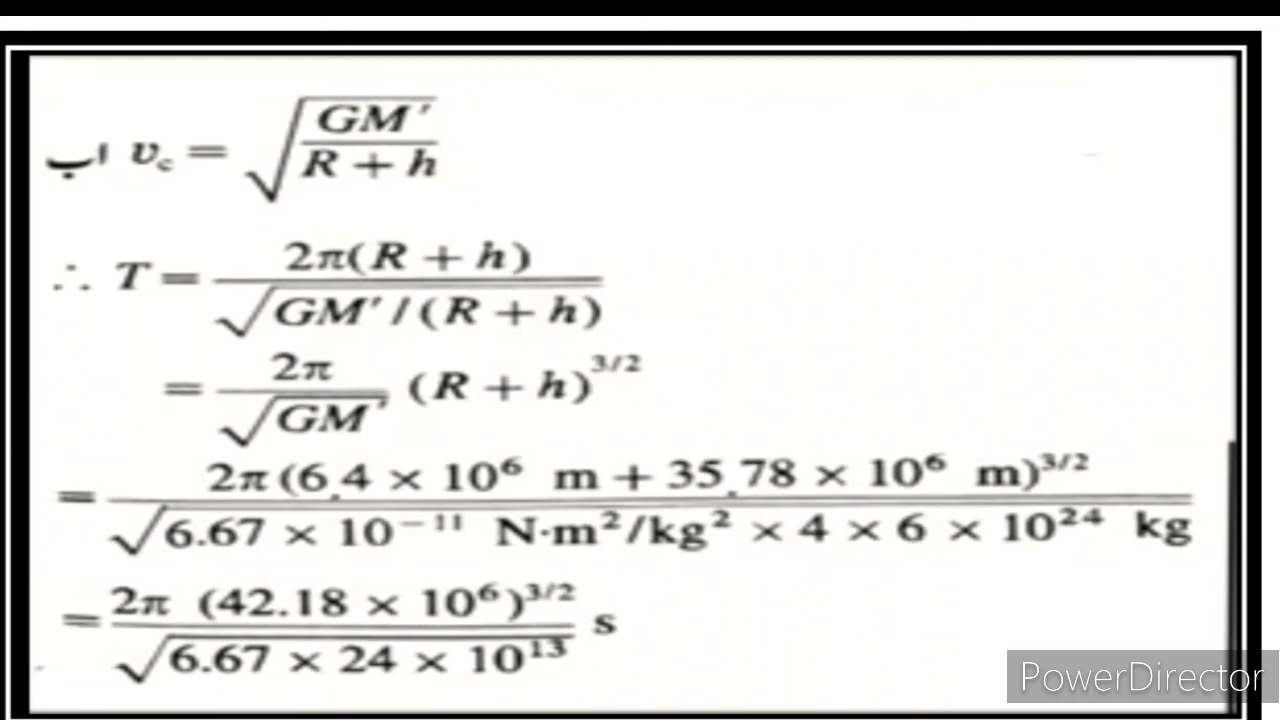 اب v_c = √(GM′/(R + h))
∴ T = 2π(R + h) / √(GM′/(R + h))
= 2π/√(GM′) (R + h)^{3/2}
= 2π(6.4 × 10⁶ m + 35.78 × 10⁶ m)^{3/2} / √(6.67 × 10⁻¹¹ N·m²/kg² × 4 × 6 × 10²⁴ kg)
= 2π (42.18 × 10⁶)^{3/2} / √(6.67 × 24 × 10¹³) s
PowerDirector